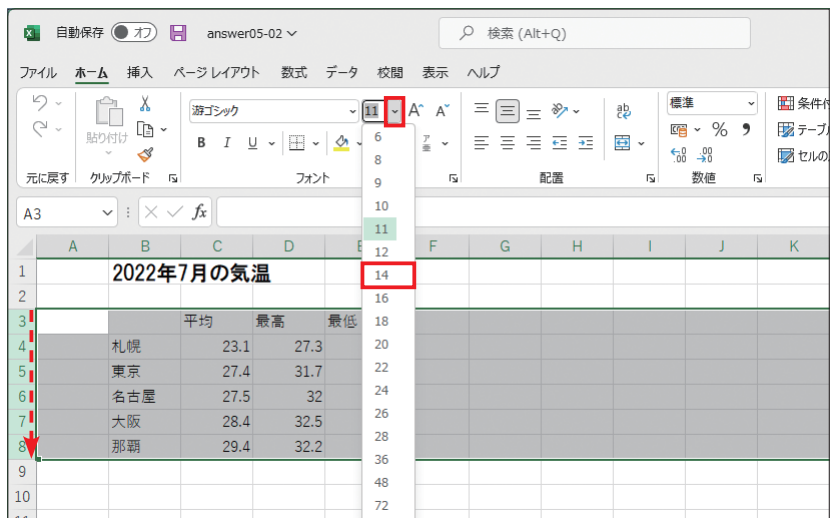 自動保存 オフ answer05-02 検索 (Alt+Q)
ファイル ホーム 挿入 ページ レイアウト 数式 データ 校閲 表示 ヘルプ
游ゴシック 11 A A ab 標準 条件付
貼り付け B I U % 9 テーブル
セルの
元に戻す クリップボード フォント 配置 数値
A3 fx
A B C D E F G H I J K
1 2022年7月の気温
2
3 平均 最高 最低
4 札幌 23.1 27.3
5 東京 27.4 31.7
6 名古屋 27.5 32
7 大阪 28.4 32.5
8 那覇 29.4 32.2
9
10
6
8
9
10
11
12
14
16
18
20
22
24
26
28
36
48
72